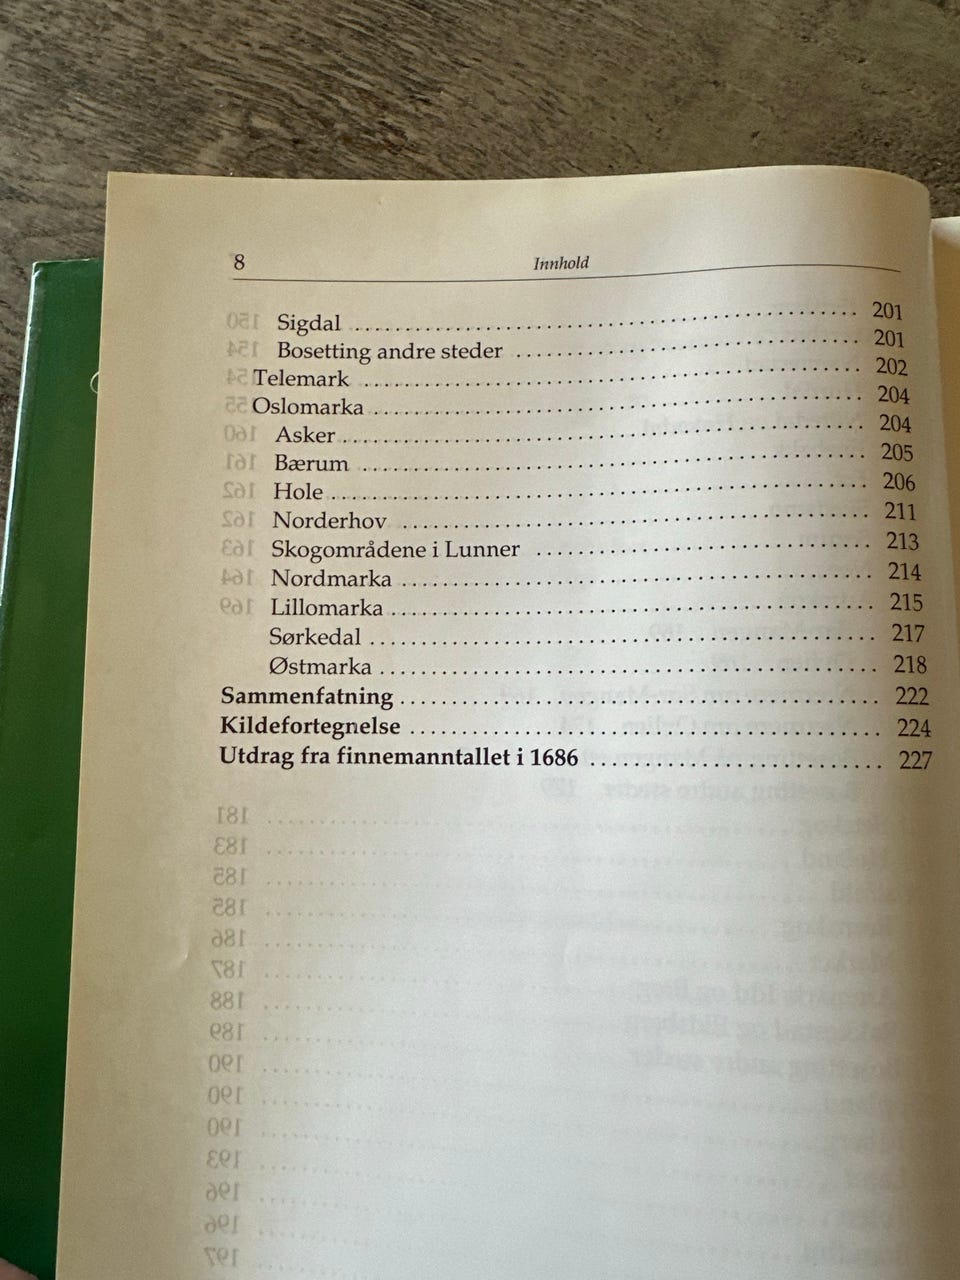 8 Innhold
Sigdal 201
Bosetting andre steder 201
Telemark 202
Oslomarka 204
Asker 204
Bærum 205
Hole 206
Norderhov 211
Skogområdene i Lunner 213
Nordmarka 214
Lillomarka 215
Sørkedal 217
Østmarka 218
Sammenfatning 222
Kildefortegnelse 224
Utdrag fra finnemanntallet i 1686 227